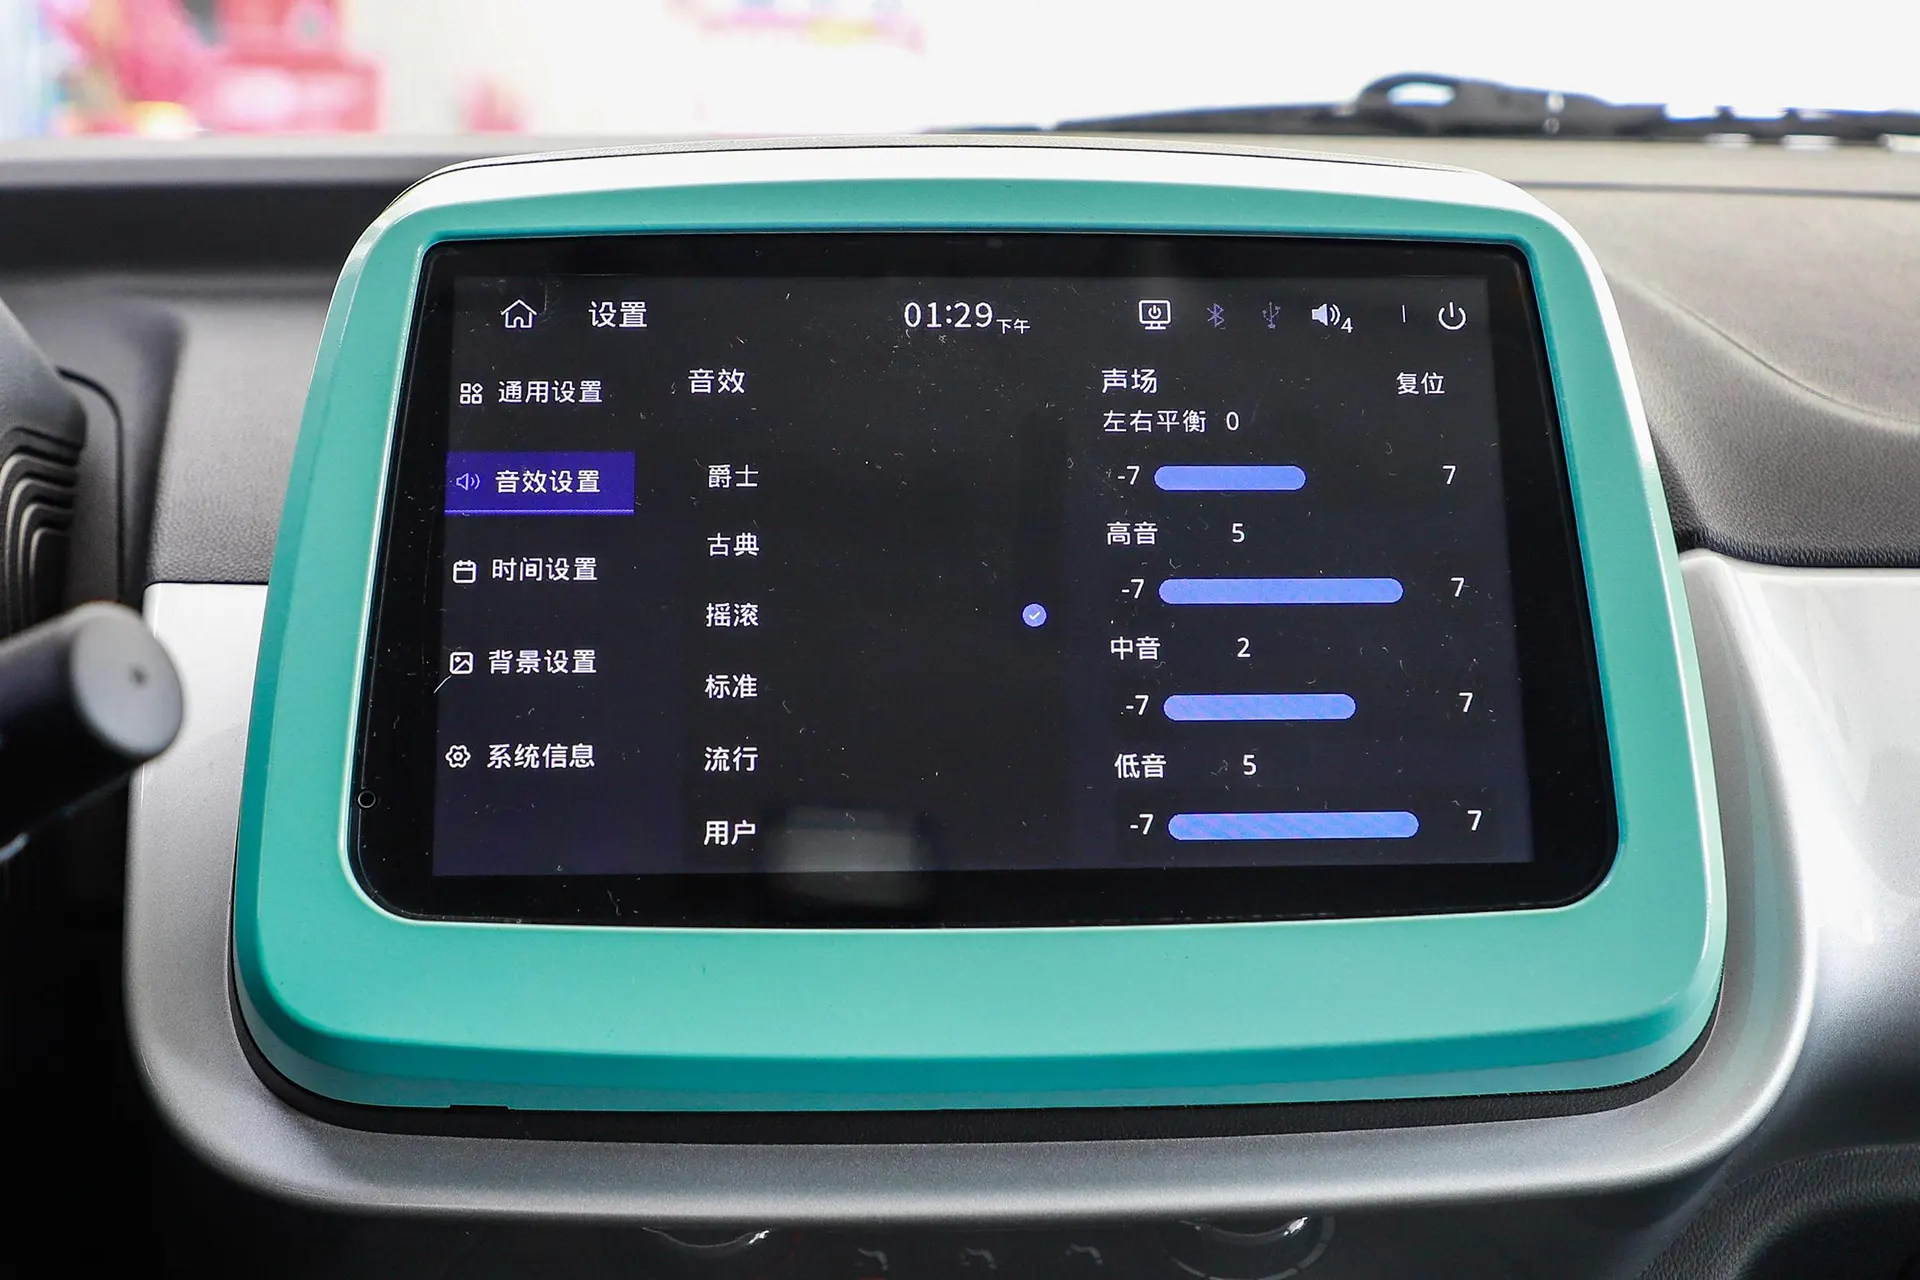 设置
01:29下午
4
通用设置
音效设置
时间设置
背景设置
系统信息
音效
爵士
古典
摇滚
标准
流行
用户
声场
复位
左右平衡 0
-7 7
高音 5
-7 7
中音 2
-7 7
低音 5
-7 7